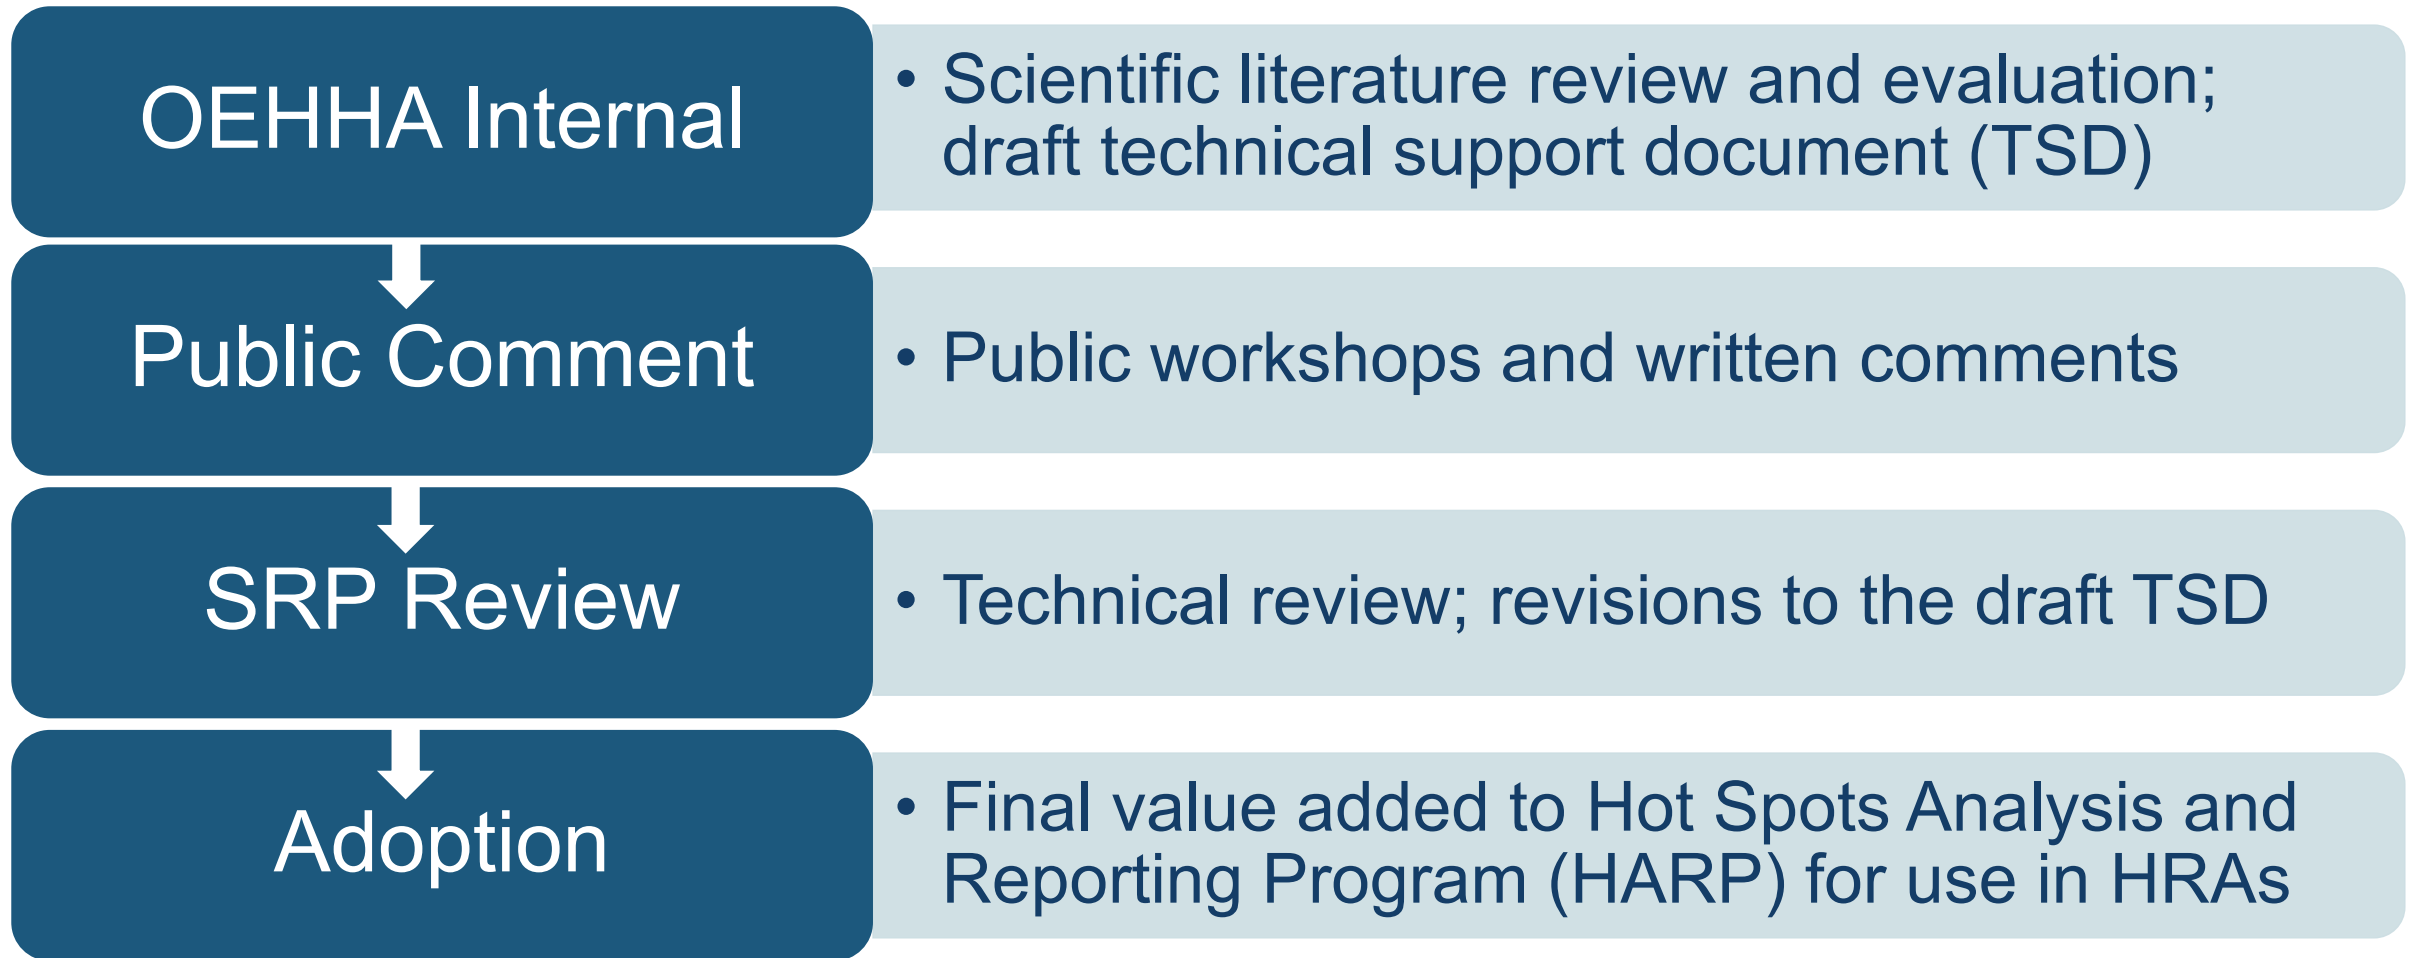 OEHHA Internal
• Scientific literature review and evaluation;
draft technical support document (TSD)
Public Comment
• Public workshops and written comments
SRP Review
• Technical review; revisions to the draft TSD
Adoption
• Final value added to Hot Spots Analysis and
Reporting Program (HARP) for use in HRAs